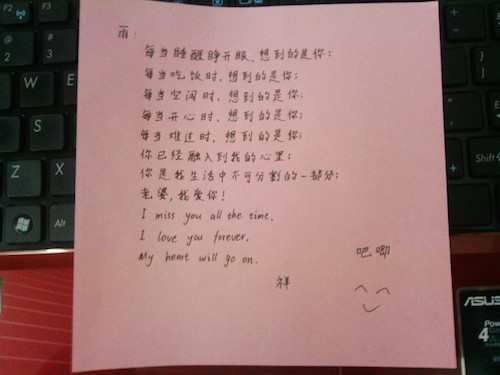 雨：
每当睡醒睁开眼，想到的是你；
每当吃饭时，想到的是你；
每当空闲时，想到的是你；
每当开心时，想到的是你；
每当难过时，想到的是你；
你已经融入到我的心里；
你是我生活中不可分割的一部分；
老婆，我爱你！
I miss you all the time.
I love you forever.
My heart will go on.
吧唧
祥
F2
F3
@
2
#
3
W
E
S
Z
X
Alt
Shift
ASUS
Pow
4